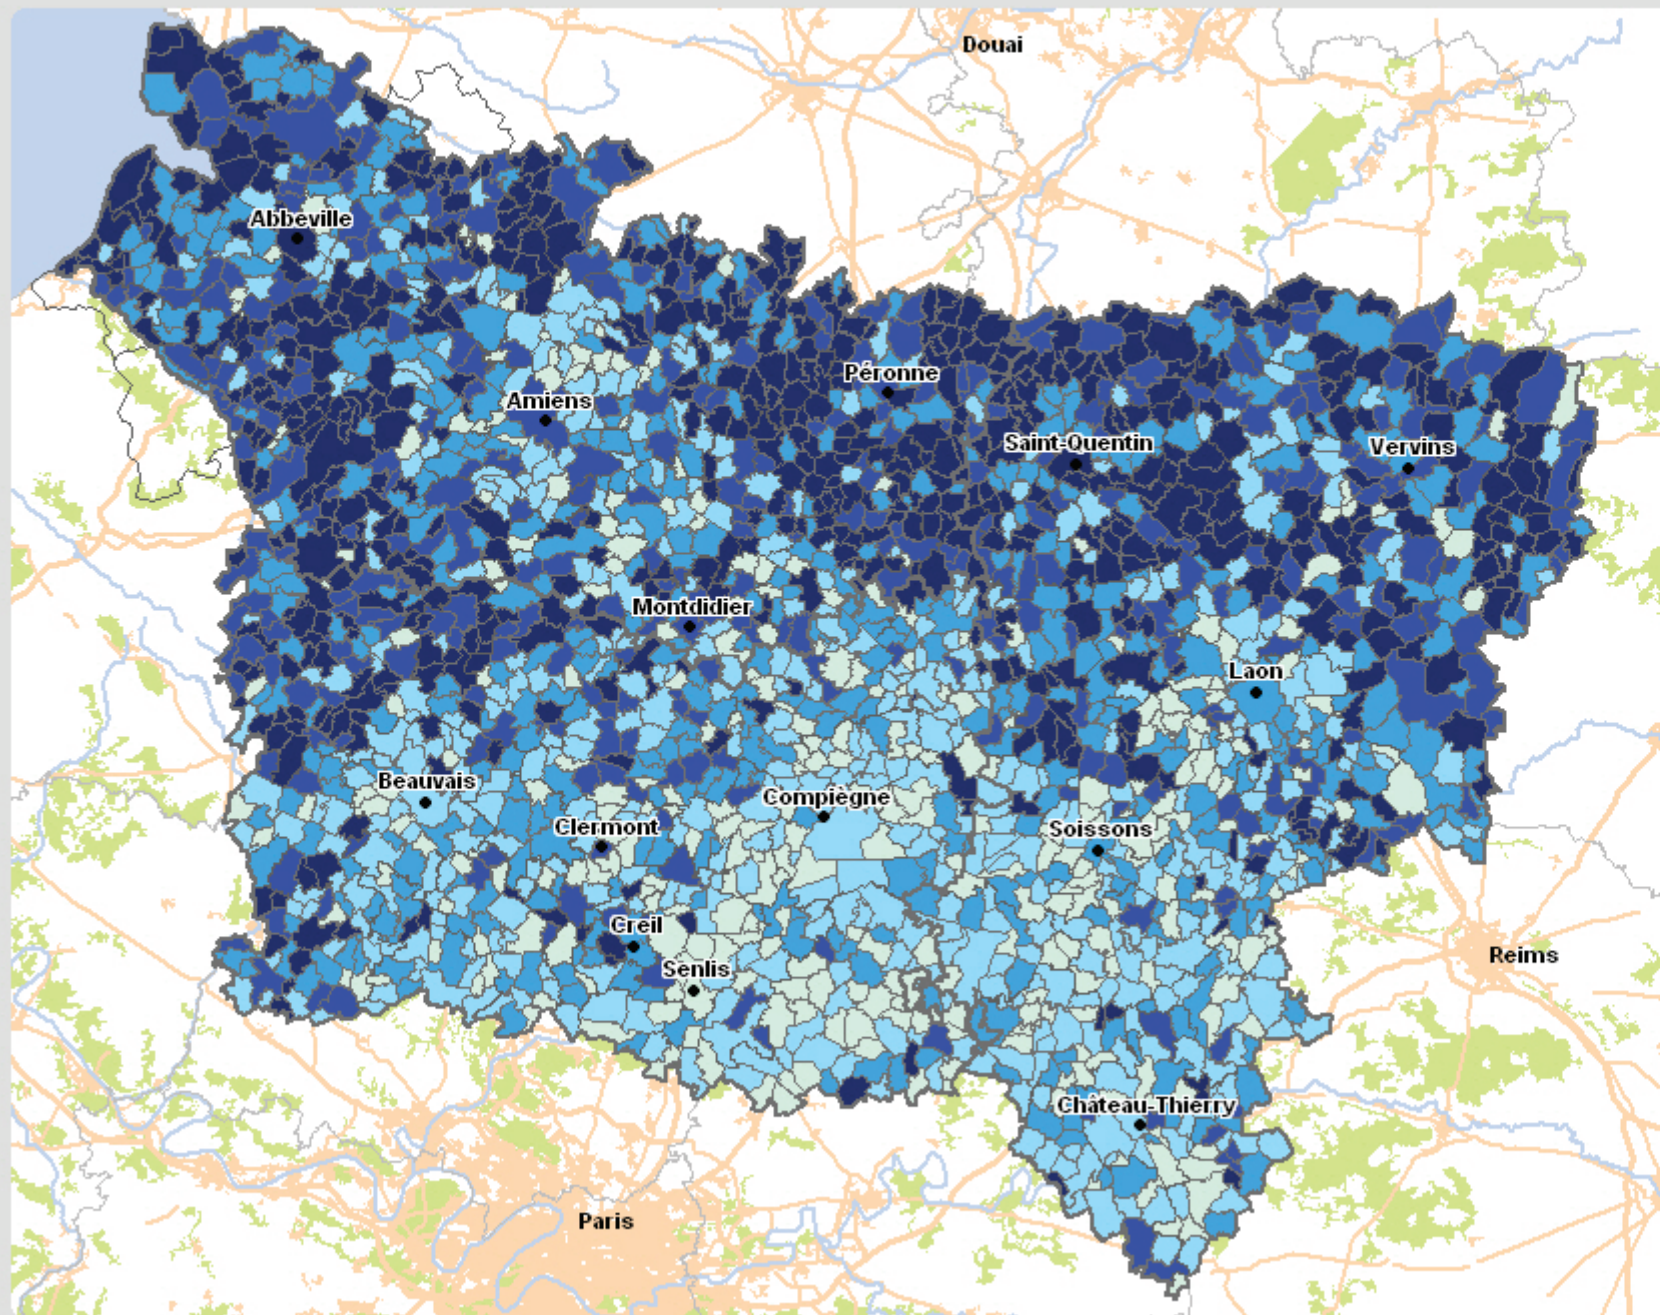 Douai
Abbeville
Péronne
Amiens
Saint-Quentin
Vervins
Montdidier
Laon
Beauvais
Compiègne
Clermont
Soissons
Creil
Reims
Senlis
Château-Thierry
Paris